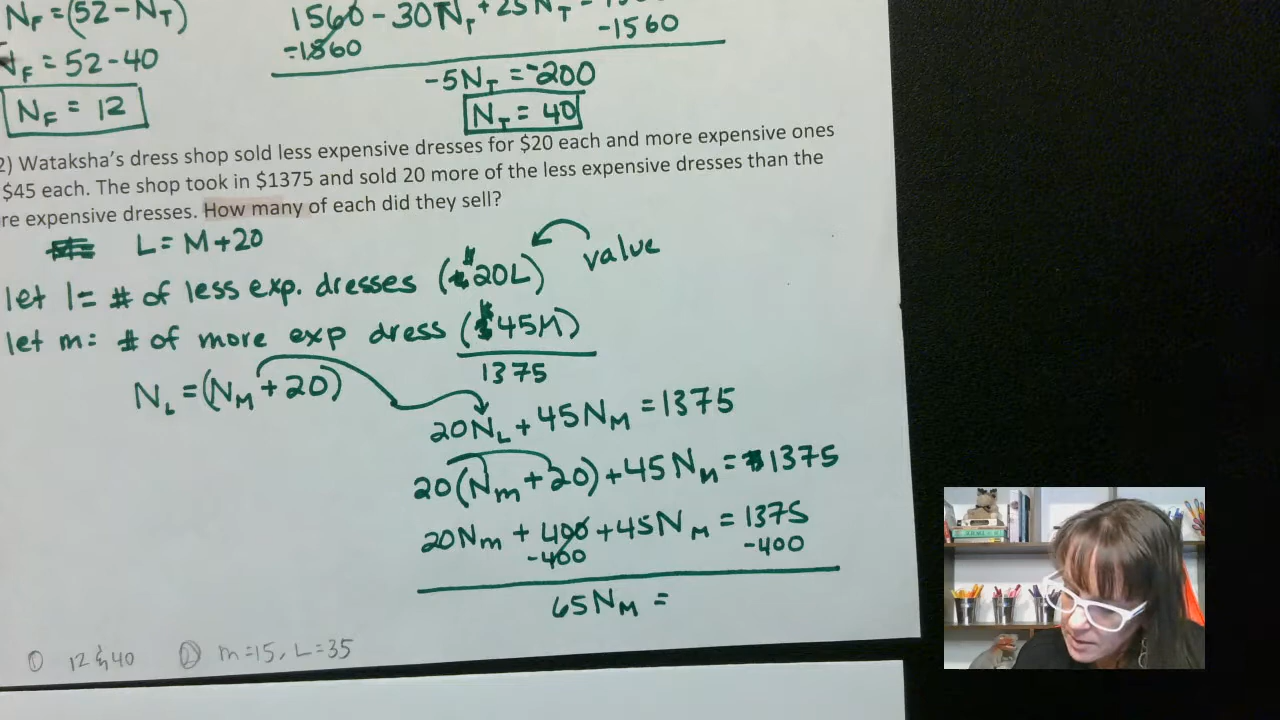 N_F = (52 - N_T)
N_F = 52 - 40
N_F = 12
1560 - 30N_T + 25N_T =
-1560 -1560
-5N_T = -200
N_T = 40
2) Wataksha's dress shop sold less expensive dresses for $20 each and more expensive ones
$45 each. The shop took in $1375 and sold 20 more of the less expensive dresses than the
re expensive dresses. How many of each did they sell?
L = M + 20
value
let l = # of less exp. dresses ($20L)
let m = # of more exp dress ($45M)
1375
N_L = (N_M + 20)
20N_L + 45N_M = 1375
20(N_M + 20) + 45N_M = 1375
20N_M + 400 + 45N_M = 1375
-400 -400
65N_M =
① 12 & 40 ② m=15, L=35